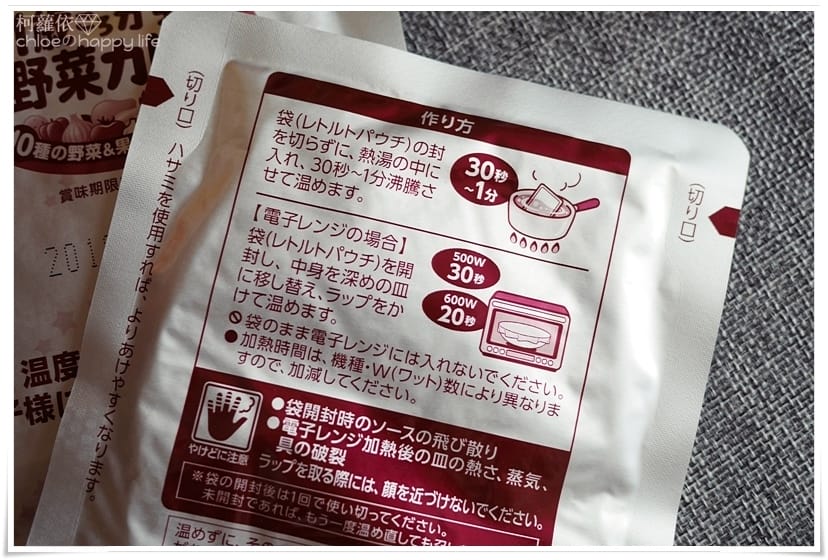 柯蘿依
chloeのhappy life
野菜カ
10種の野菜&果
賞味期限
201
温度
(切り口)
ハサミを使用すれば、よりあけやすくなります。
(切り口)
作り方
袋(レトルトパウチ)の封
を切らずに、熱湯の中に
入れ、30秒~1分沸騰さ
せて温めます。
30秒
~1分
【電子レンジの場合】
袋(レトルトパウチ)を開
封し、中身を深めの皿
に移し替え、ラップをか
けて温めます。
500W
30秒
600W
20秒
袋のまま電子レンジには入れないでください。
●加熱時間は、機種・W(ワット)数により異なりま
すので、加減してください。
やけどに注意
●袋開封時のソースの飛び散り
●電子レンジ加熱後の皿の熱さ、蒸気、
具の破裂
ラップを取る際には、顔を近づけないでください。
※袋の開封後は1回で使い切ってください。
未開封であれば、もう一度温め直しても
温めずに、その